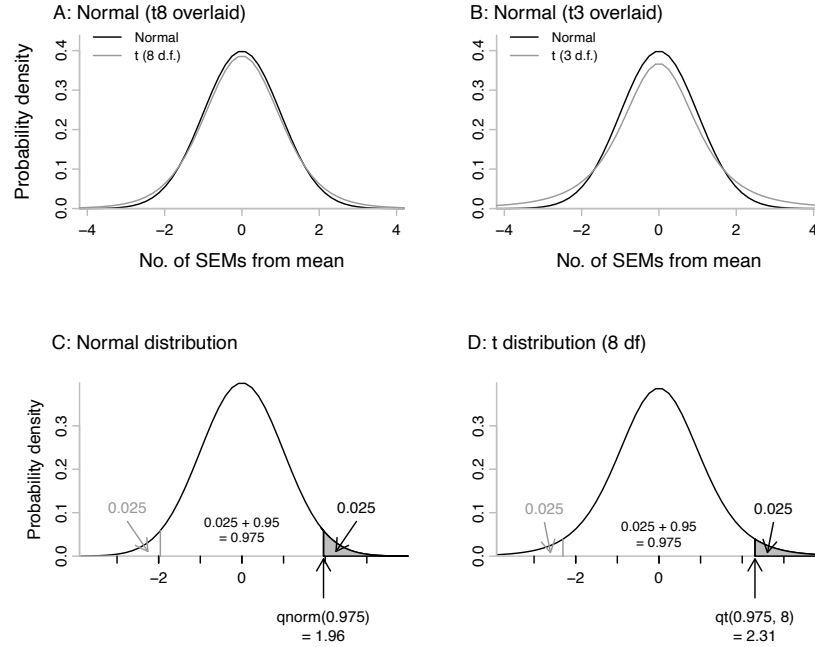 A: Normal (t8 overlaid)
Normal
t (8 d.f.)
Probability density
0.0 0.1 0.2 0.3 0.4
−4 −2 0 2 4
No. of SEMs from mean
B: Normal (t3 overlaid)
Normal
t (3 d.f.)
Probability density
0.0 0.1 0.2 0.3 0.4
−4 −2 0 2 4
No. of SEMs from mean
C: Normal distribution
Probability density
0.0 0.1 0.2 0.3
0.025
0.025 + 0.95
= 0.975
0.025
−2 0
qnorm(0.975)
= 1.96
D: t distribution (8 df)
Probability density
0.0 0.1 0.2 0.3
0.025
0.025 + 0.95
= 0.975
0.025
−2 0
qt(0.975, 8)
= 2.31